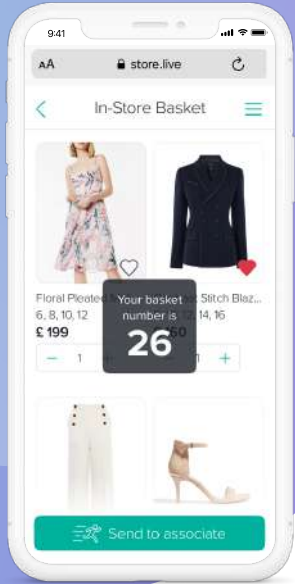 9:41
AA
store.live
In-Store Basket
Floral Pleated
Stitch Blaz...
6, 8, 10, 12
12, 14, 16
£ 199
Your basket
number is
26
− 1
1 +
Send to associate